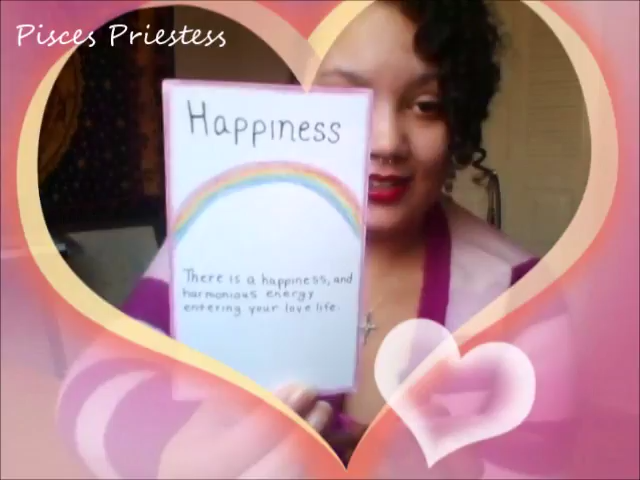 Pisces Priestess
Happiness
There is a happiness, and
harmonious energy
entering your love life.